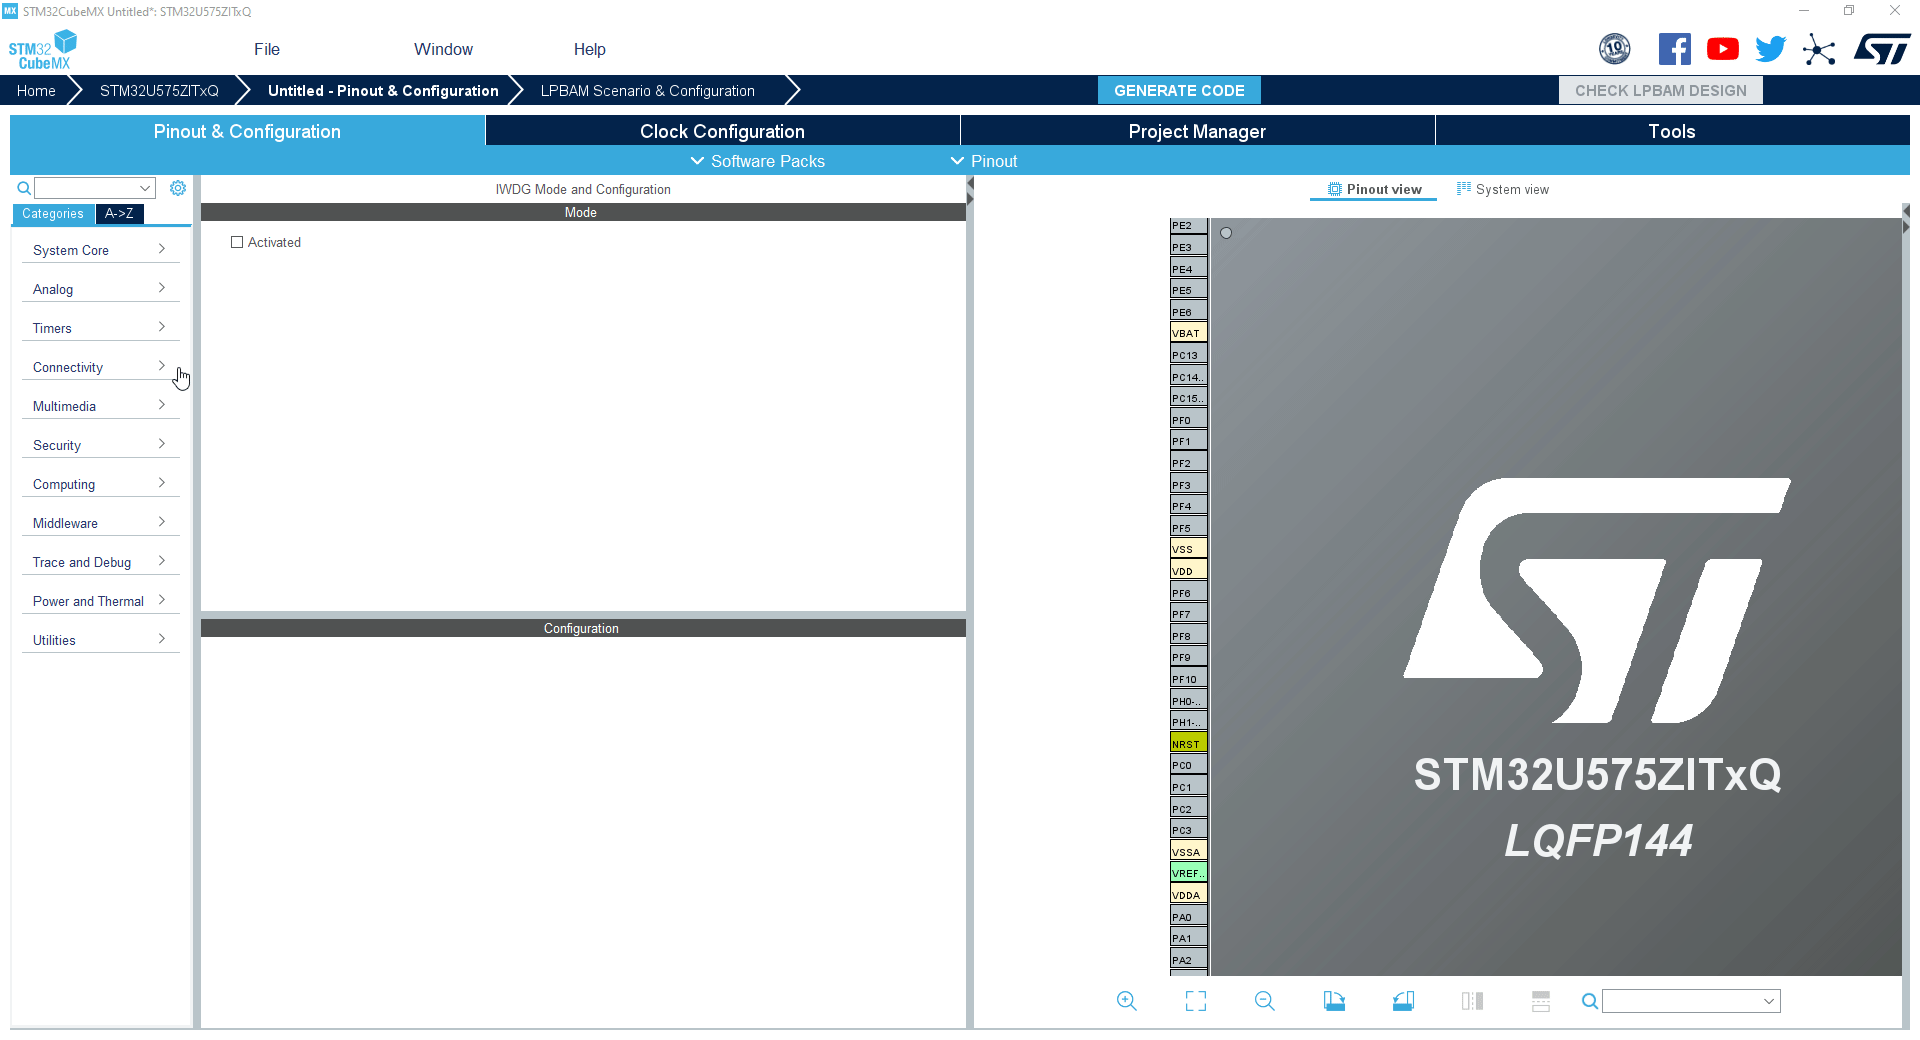 MX STM32CubeMX Untitled*: STM32U575ZITxQ
STM32 CubeMX
File
Window
Help
10
Home
STM32U575ZITxQ
Untitled - Pinout & Configuration
LPBAM Scenario & Configuration
GENERATE CODE
CHECK LPBAM DESIGN
Pinout & Configuration
Clock Configuration
Project Manager
Tools
Software Packs
Pinout
Categories
A->Z
System Core
Analog
Timers
Connectivity
Multimedia
Security
Computing
Middleware
Trace and Debug
Power and Thermal
Utilities
IWDG Mode and Configuration
Mode
Activated
Configuration
Pinout view
System view
PE2
PE3
PE4
PE5
PE6
VBAT
PC13
PC14..
PC15..
PF0
PF1
PF2
PF3
PF4
PF5
VSS
VDD
PF6
PF7
PF8
PF9
PF10
PH0-..
PH1-..
NRST
PC0
PC1
PC2
PC3
VSSA
VREF..
VDDA
PA0
PA1
PA2
ST
STM32U575ZITxQ
LQFP144